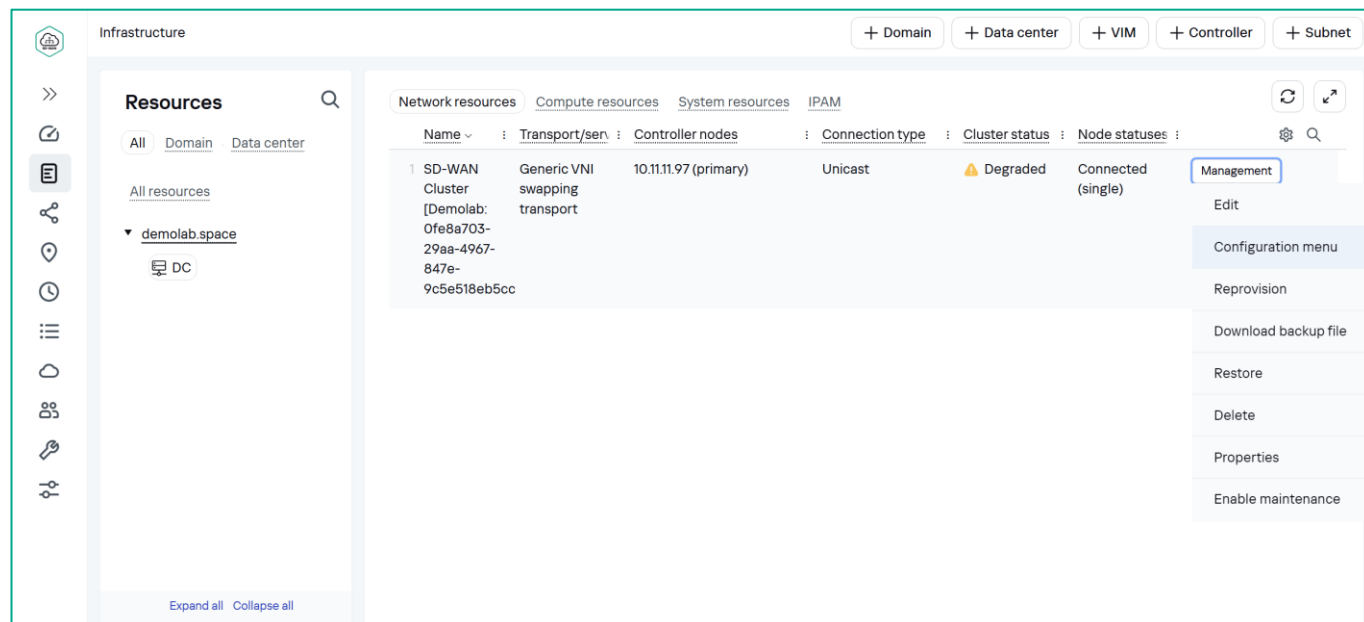 Infrastructure
+ Domain
+ Data center
+ VIM
+ Controller
+ Subnet
Resources
All Domain Data center
All resources
demolab.space
DC
Expand all Collapse all
Network resources Compute resources System resources IPAM
Name Transport/serv Controller nodes Connection type Cluster status Node statuses
1 SD-WAN Generic VNI 10.11.11.97 (primary) Unicast Degraded Connected Management
Cluster swapping (single)
[Demolab: transport
0fe8a703-
29aa-4967-
847e-
9c5e518eb5cc
Edit
Configuration menu
Reprovision
Download backup file
Restore
Delete
Properties
Enable maintenance